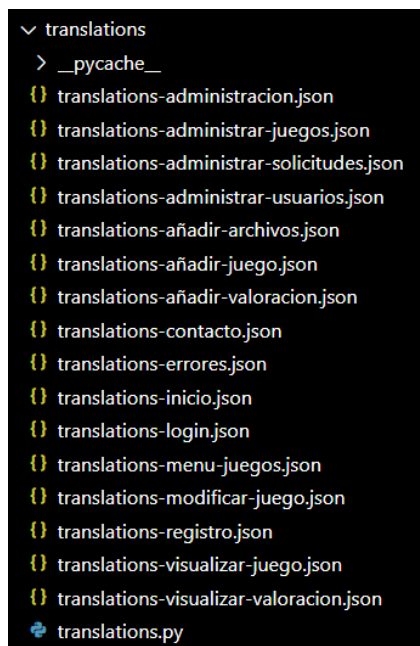 translations
__pycache__
{} translations-administracion.json
{} translations-administrar-juegos.json
{} translations-administrar-solicitudes.json
{} translations-administrar-usuarios.json
{} translations-añadir-archivos.json
{} translations-añadir-juego.json
{} translations-añadir-valoracion.json
{} translations-contacto.json
{} translations-errores.json
{} translations-inicio.json
{} translations-login.json
{} translations-menu-juegos.json
{} translations-modificar-juego.json
{} translations-registro.json
{} translations-visualizar-juego.json
{} translations-visualizar-valoracion.json
translations.py